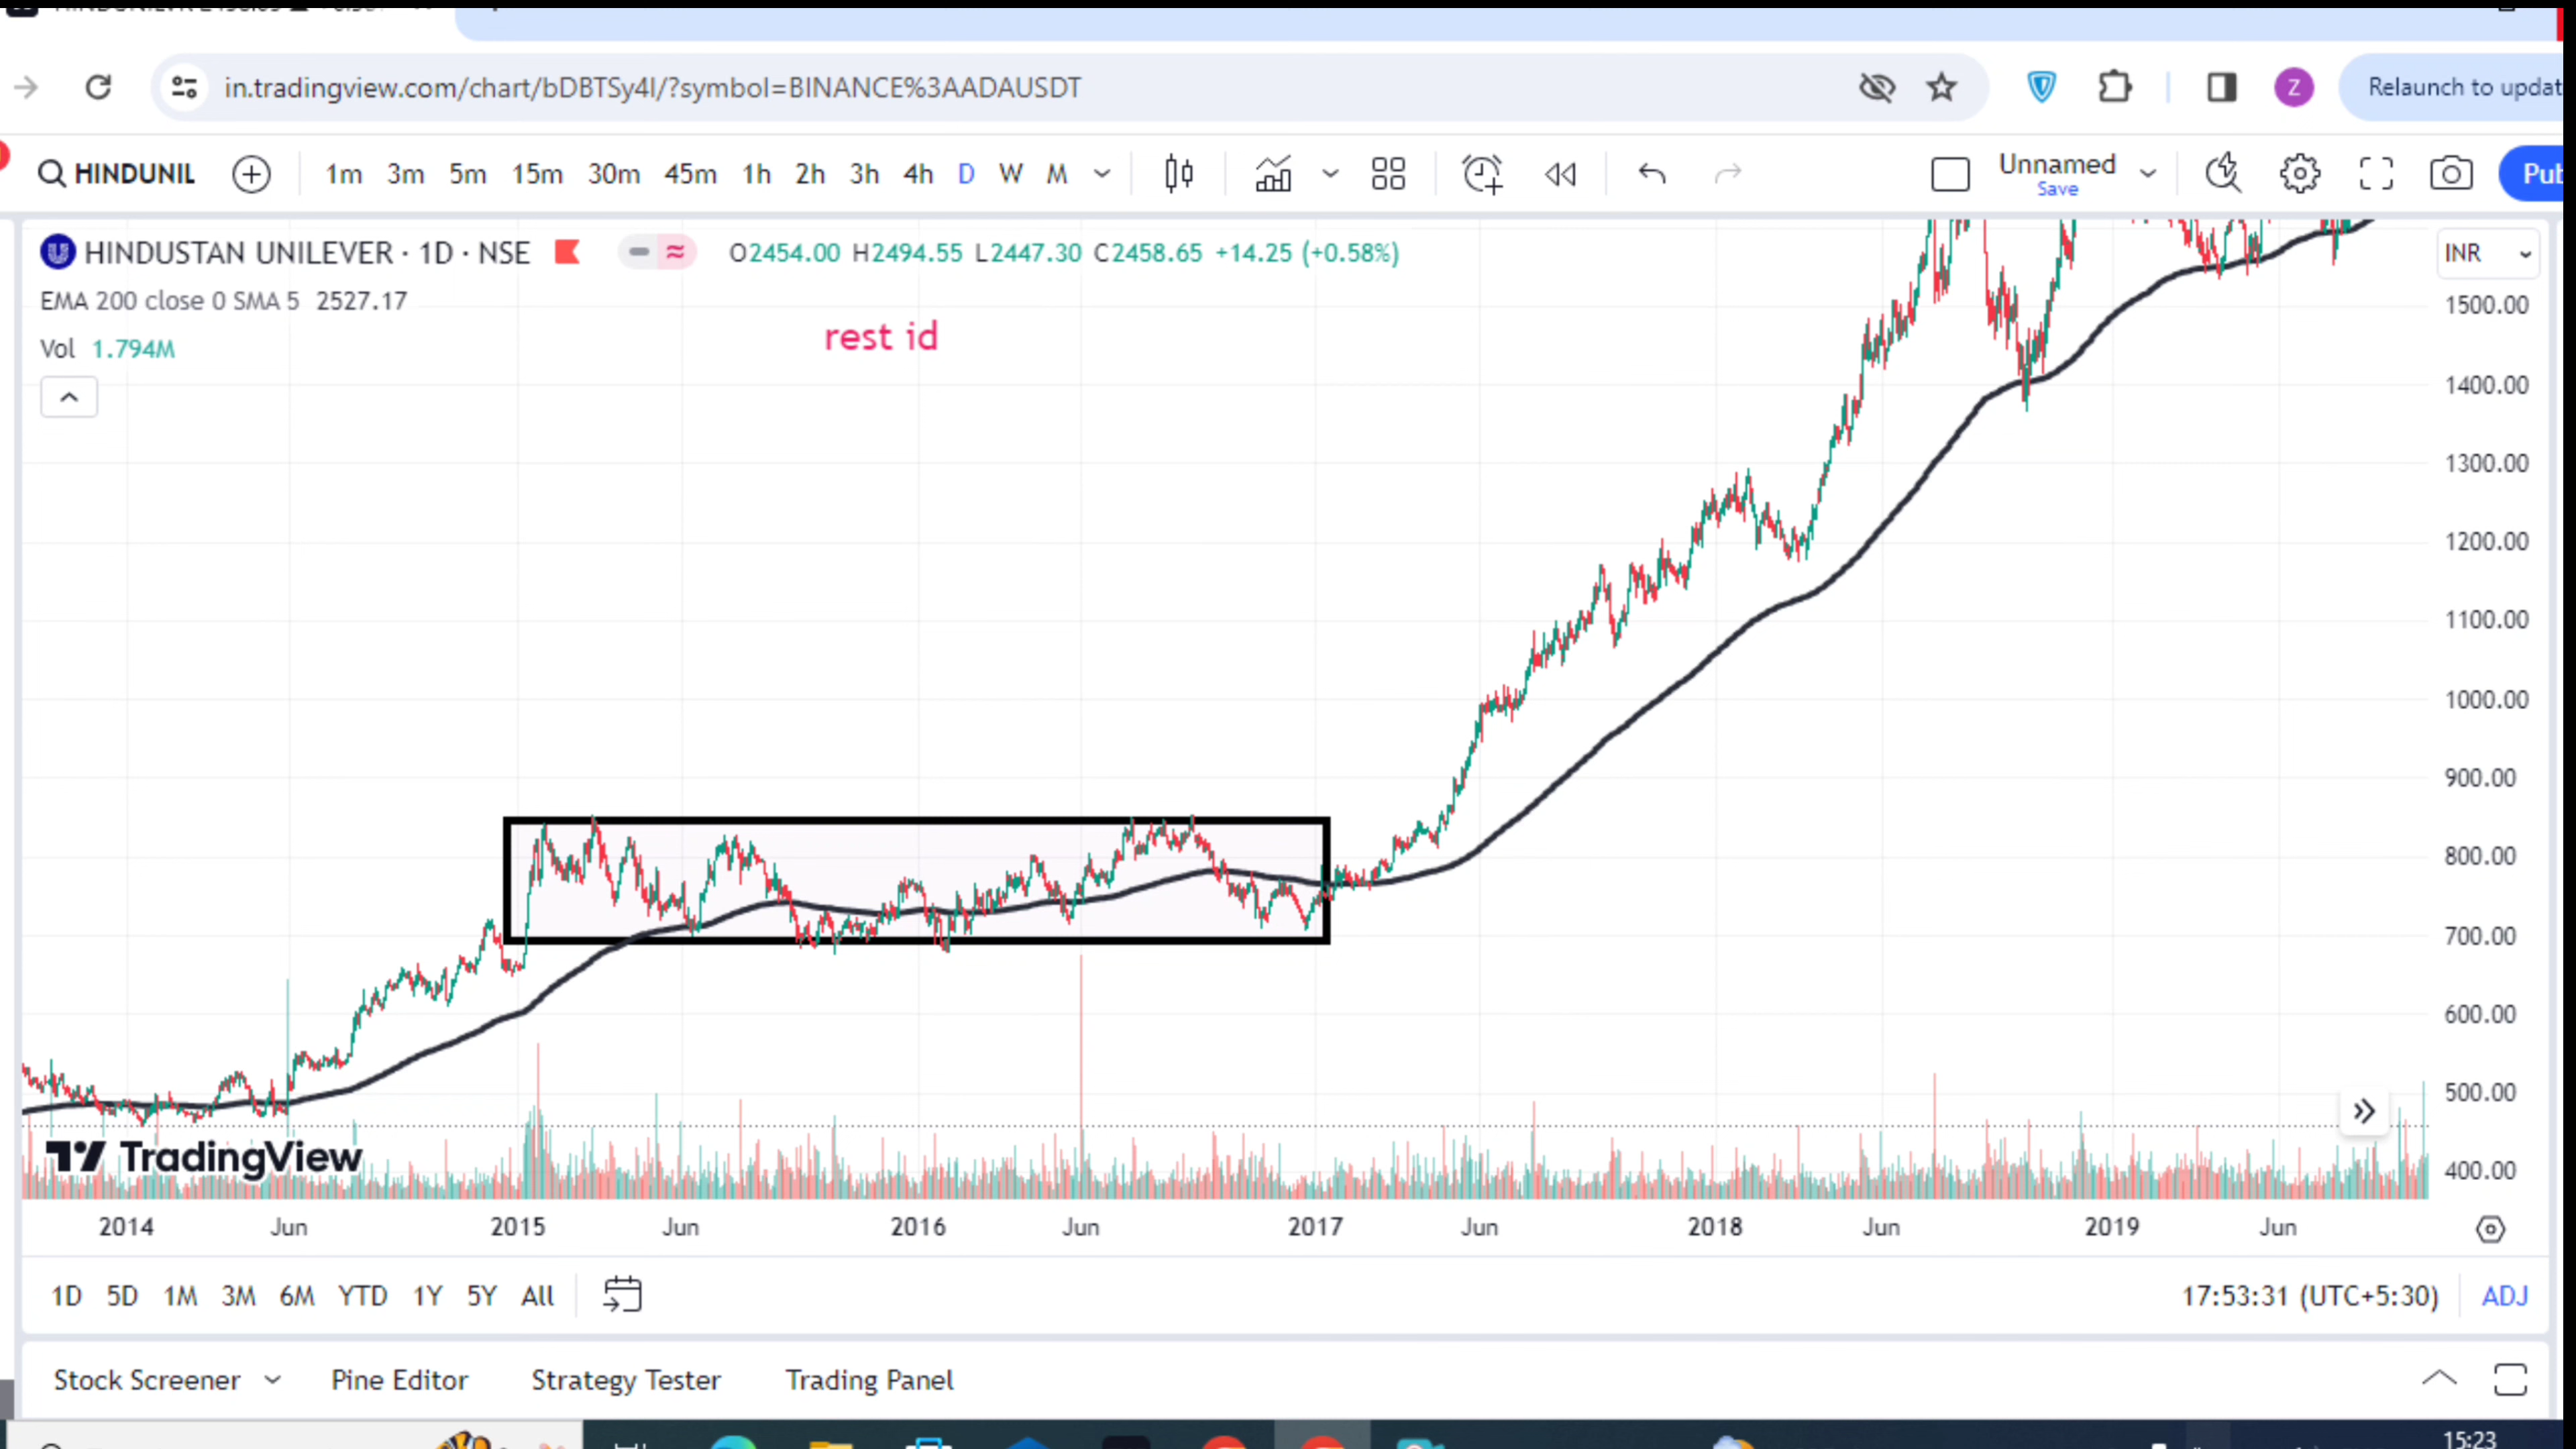 in.tradingview.com/chart/bDBTSy4I/?symbol=BINANCE%3AADAUSDT
Z
Relaunch to updat
HINDUNIL 1m 3m 5m 15m 30m 45m 1h 2h 3h 4h D W M Unnamed Pub
Save
HINDUSTAN UNILEVER · 1D · NSE O2454.00 H2494.55 L2447.30 C2458.65 +14.25 (+0.58%) INR
EMA 200 close 0 SMA 5 2527.17
rest id
Vol 1.794M
1500.00
1400.00
1300.00
1200.00
1100.00
1000.00
900.00
800.00
700.00
600.00
500.00
400.00
TradingView
2014 Jun 2015 Jun 2016 Jun 2017 Jun 2018 Jun 2019 Jun
1D 5D 1M 3M 6M YTD 1Y 5Y All 17:53:31 (UTC+5:30) ADJ
Stock Screener Pine Editor Strategy Tester Trading Panel
15:23